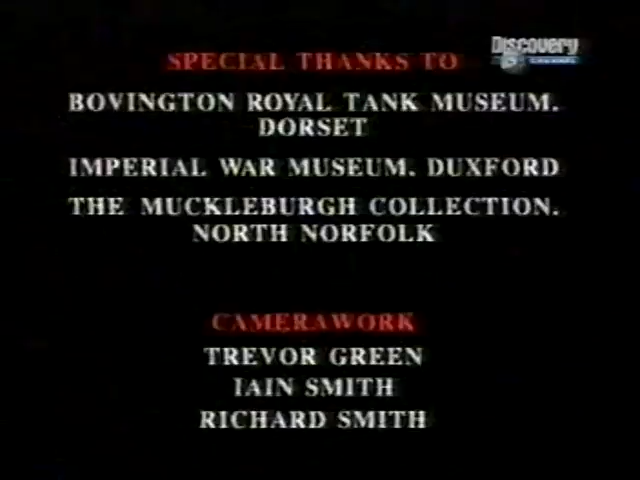 Discovery
CHANNEL
SPECIAL THANKS TO
BOVINGTON ROYAL TANK MUSEUM.
DORSET
IMPERIAL WAR MUSEUM. DUXFORD
THE MUCKLEBURGH COLLECTION.
NORTH NORFOLK
CAMERAWORK
TREVOR GREEN
IAIN SMITH
RICHARD SMITH